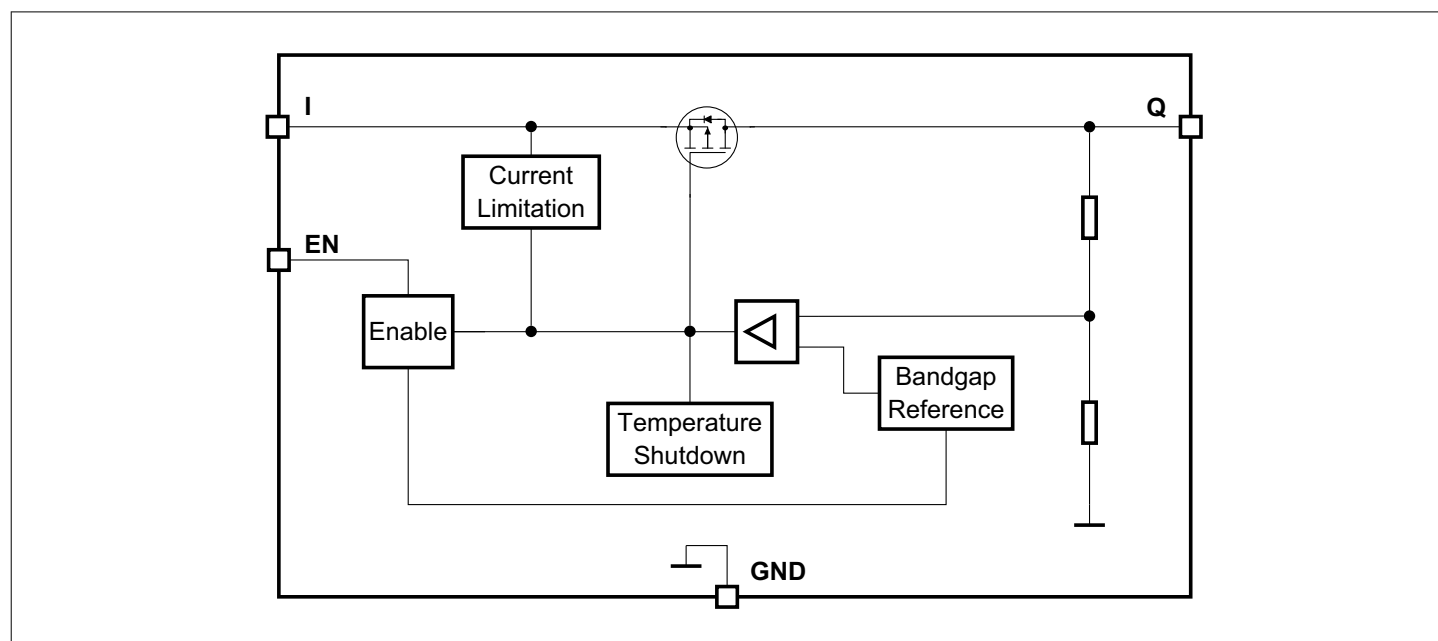 I
Q
Current
Limitation
EN
Enable
Bandgap
Reference
Temperature
Shutdown
GND